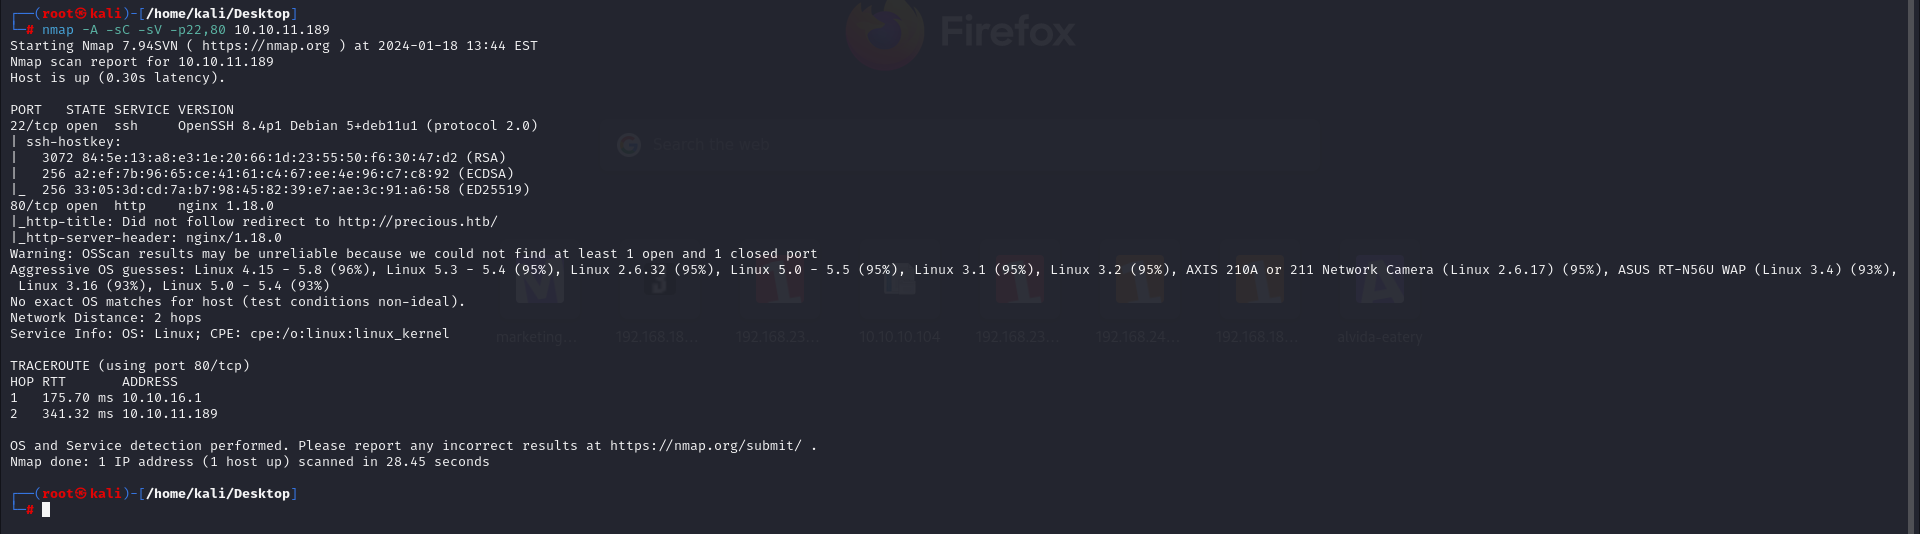 ┌──(root㉿kali)-[/home/kali/Desktop]
└─# nmap -A -sC -sV -p22,80 10.10.11.189
Starting Nmap 7.94SVN ( https://nmap.org ) at 2024-01-18 13:44 EST
Nmap scan report for 10.10.11.189
Host is up (0.30s latency).

PORT   STATE SERVICE VERSION
22/tcp open  ssh     OpenSSH 8.4p1 Debian 5+deb11u1 (protocol 2.0)
| ssh-hostkey:
|   3072 84:5e:13:a8:e3:1e:20:66:1d:23:55:50:f6:30:47:d2 (RSA)
|   256 a2:ef:7b:96:65:ce:41:61:c4:67:ee:4e:96:c7:c8:92 (ECDSA)
|_  256 33:05:3d:cd:7a:b7:98:45:82:39:e7:ae:3c:91:a6:58 (ED25519)
80/tcp open  http    nginx 1.18.0
|_http-title: Did not follow redirect to http://precious.htb/
|_http-server-header: nginx/1.18.0
Warning: OSScan results may be unreliable because we could not find at least 1 open and 1 closed port
Aggressive OS guesses: Linux 4.15 - 5.8 (96%), Linux 5.3 - 5.4 (95%), Linux 2.6.32 (95%), Linux 5.0 - 5.5 (95%), Linux 3.1 (95%), Linux 3.2 (95%), AXIS 210A or 211 Network Camera (Linux 2.6.17) (95%), ASUS RT-N56U WAP (Linux 3.4) (93%),
 Linux 3.16 (93%), Linux 5.0 - 5.4 (93%)
No exact OS matches for host (test conditions non-ideal).
Network Distance: 2 hops
Service Info: OS: Linux; CPE: cpe:/o:linux:linux_kernel

TRACEROUTE (using port 80/tcp)
HOP RTT       ADDRESS
1   175.70 ms 10.10.16.1
2   341.32 ms 10.10.11.189

OS and Service detection performed. Please report any incorrect results at https://nmap.org/submit/ .
Nmap done: 1 IP address (1 host up) scanned in 28.45 seconds

┌──(root㉿kali)-[/home/kali/Desktop]
└─#
Firefox
Search the web
marketing... 192.168.18... 192.168.23... 10.10.10.104 192.168.23... 192.168.24... 192.168.18... alvida-eatery